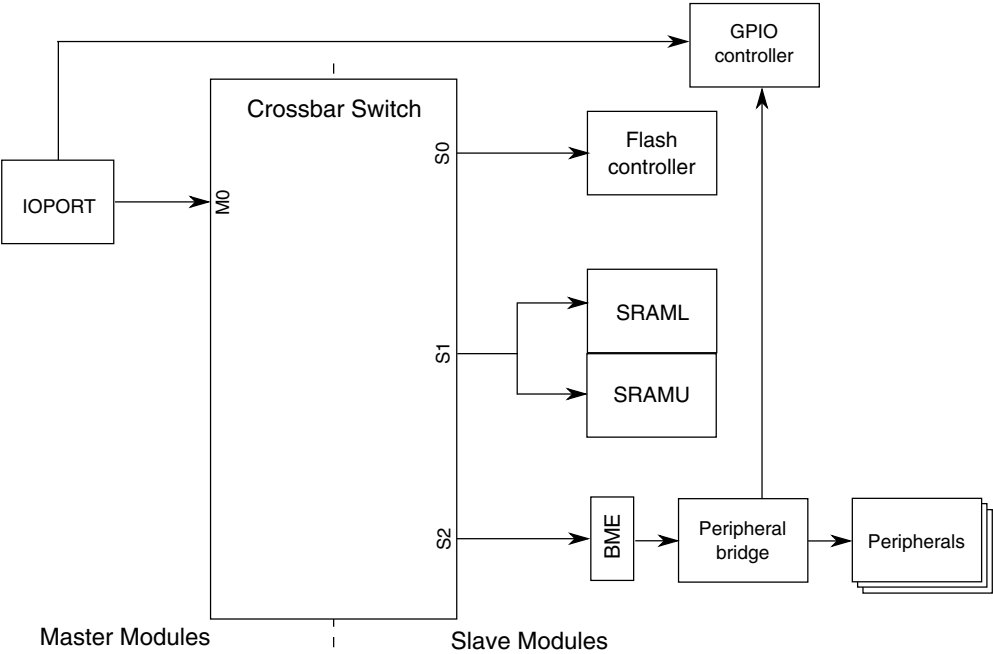 GPIO
controller
Crossbar Switch
S0
Flash
controller
IOPORT
M0
SRAML
S1
SRAMU
S2
BME
Peripheral
bridge
Peripherals
Master Modules
Slave Modules